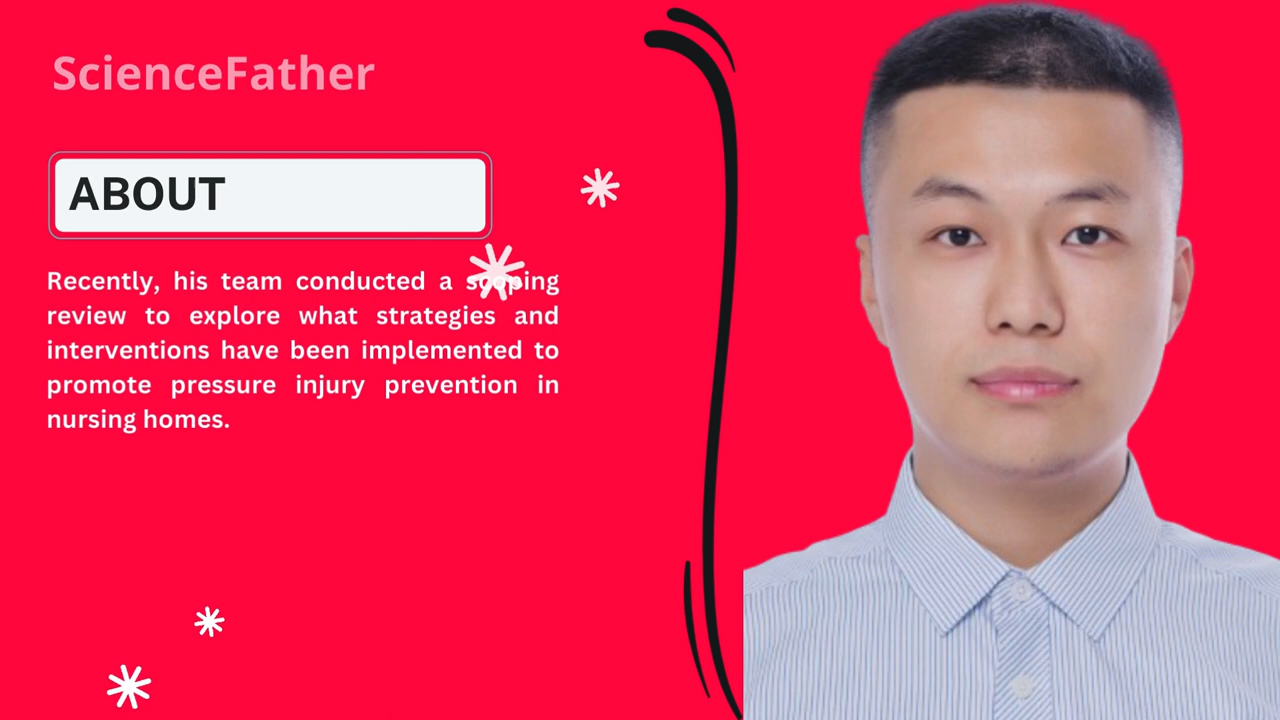 ScienceFather
ABOUT
Recently, his team conducted a scoping
review to explore what strategies and
interventions have been implemented to
promote pressure injury prevention in
nursing homes.